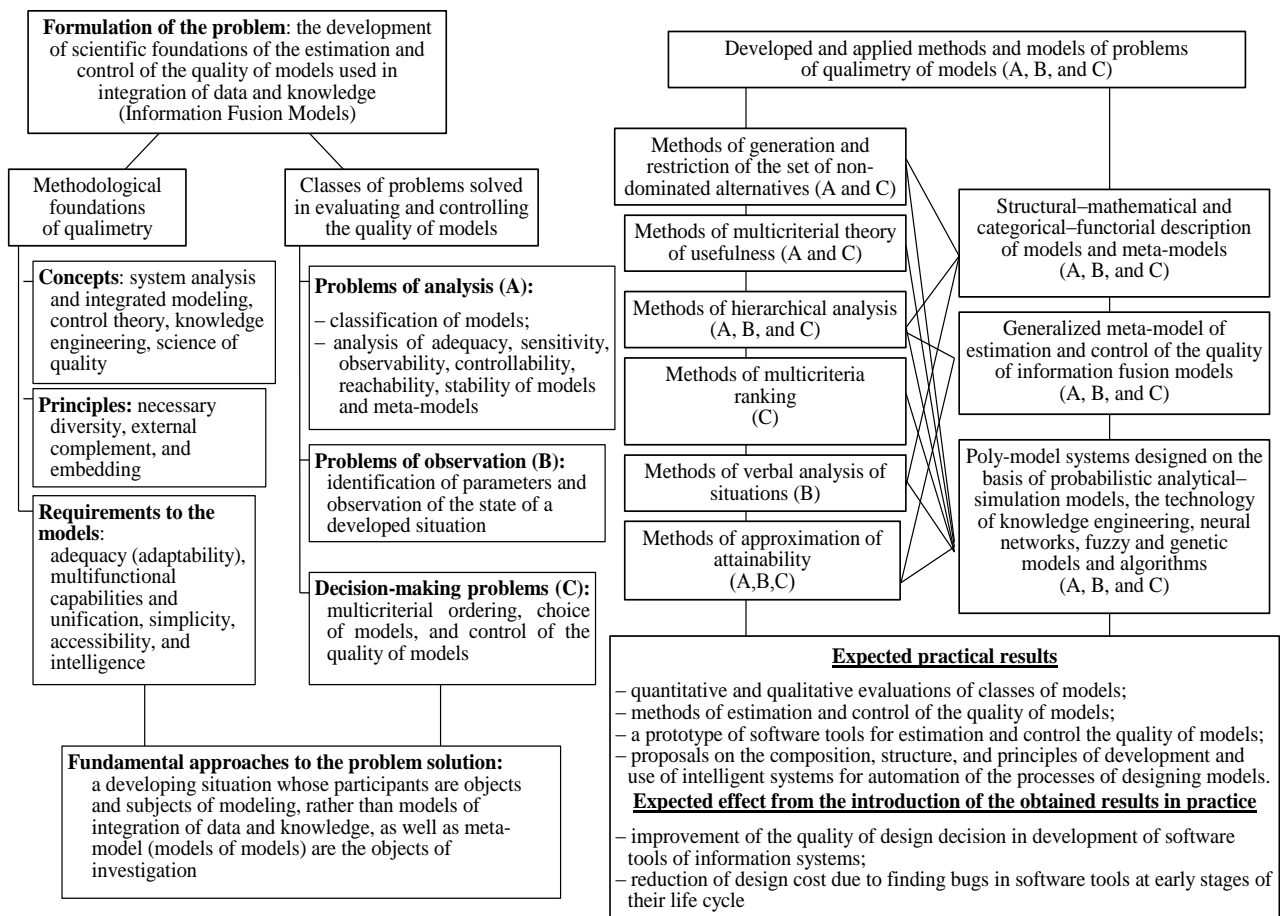 Formulation of the problem: the development
of scientific foundations of the estimation and
control of the quality of models used in
integration of data and knowledge
(Information Fusion Models)
Methodological
foundations
of qualimetry
Classes of problems solved
in evaluating and controlling
the quality of models
Concepts: system analysis
and integrated modeling,
control theory, knowledge
engineering, science of
quality
Principles: necessary
diversity, external
complement, and
embedding
Requirements to the
models:
adequacy (adaptability),
multifunctional
capabilities and
unification, simplicity,
accessibility, and
intelligence
Problems of analysis (A):
– classification of models;
– analysis of adequacy, sensitivity,
observability, controllability,
reachability, stability of models
and meta-models
Problems of observation (B):
identification of parameters and
observation of the state of a
developed situation
Decision-making problems (C):
multicriterial ordering, choice
of models, and control of the
quality of models
Fundamental approaches to the problem solution:
a developing situation whose participants are objects
and subjects of modeling, rather than models of
integration of data and knowledge, as well as meta-
model (models of models) are the objects of
investigation
Developed and applied methods and models of problems
of qualimetry of models (A, B, and C)
Methods of generation and
restriction of the set of non-
dominated alternatives (A and C)
Methods of multicriterial theory
of usefulness (A and C)
Methods of hierarchical analysis
(A, B, and C)
Methods of multicriteria
ranking
(C)
Methods of verbal analysis of
situations (B)
Methods of approximation of
attainability
(A,B,C)
Structural–mathematical and
categorical–functorial description
of models and meta-models
(A, B, and C)
Generalized meta-model of
estimation and control of the quality
of information fusion models
(A, B, and C)
Poly-model systems designed on the
basis of probabilistic analytical–
simulation models, the technology
of knowledge engineering, neural
networks, fuzzy and genetic
models and algorithms
(A, B, and C)
Expected practical results
– quantitative and qualitative evaluations of classes of models;
– methods of estimation and control of the quality of models;
– a prototype of software tools for estimation and control the quality of models;
– proposals on the composition, structure, and principles of development and
use of intelligent systems for automation of the processes of designing models.
Expected effect from the introduction of the obtained results in practice
– improvement of the quality of design decision in development of software
tools of information systems;
– reduction of design cost due to finding bugs in software tools at early stages of
their life cycle